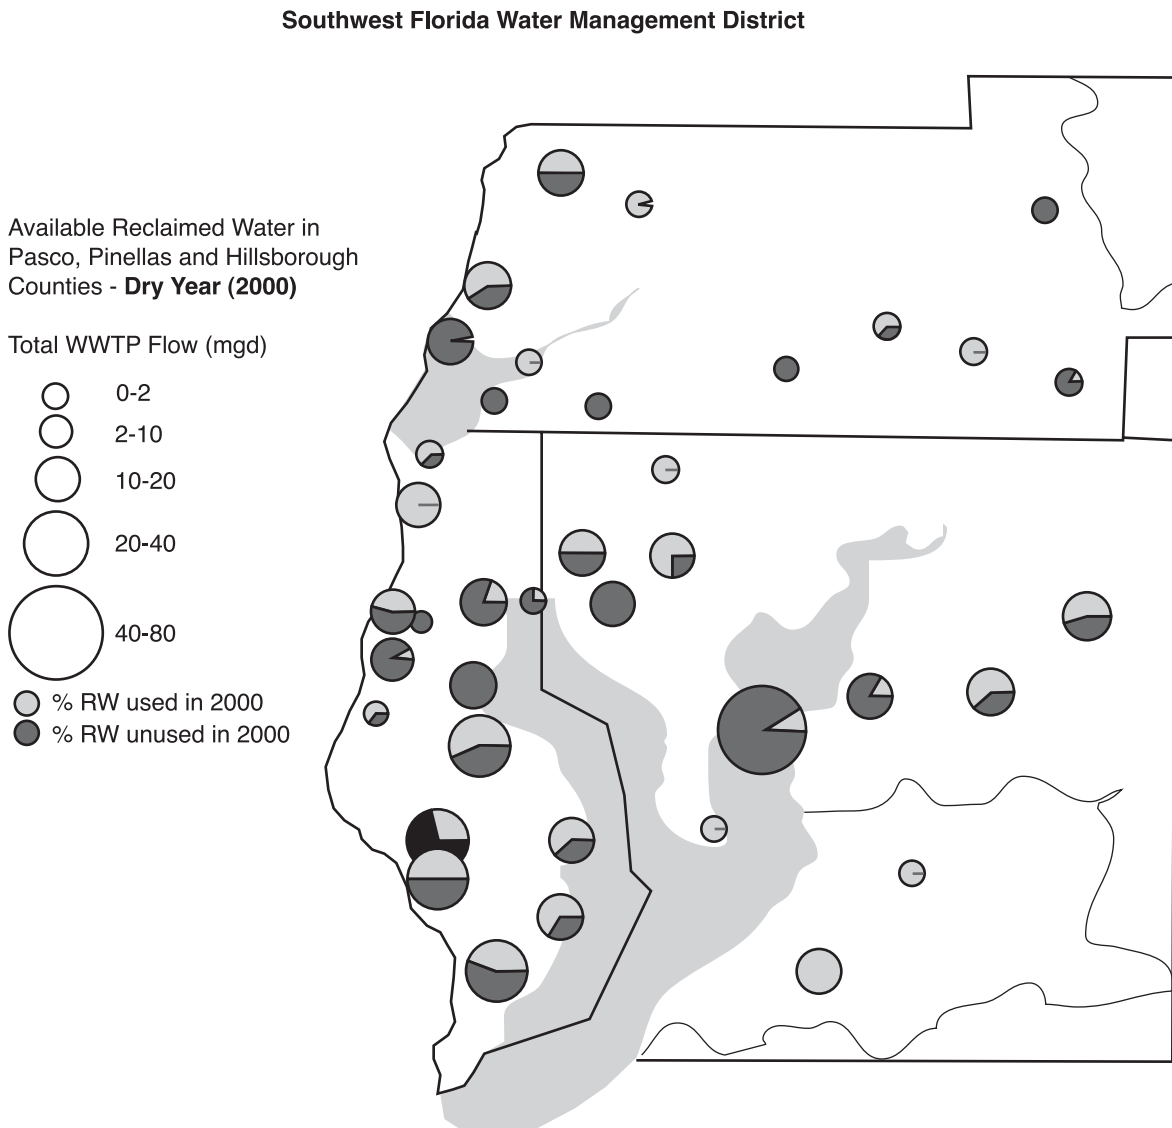 Southwest Florida Water Management District
Available Reclaimed Water in
Pasco, Pinellas and Hillsborough
Counties - Dry Year (2000)
Total WWTP Flow (mgd)
0-2
2-10
10-20
20-40
40-80
% RW used in 2000
% RW unused in 2000